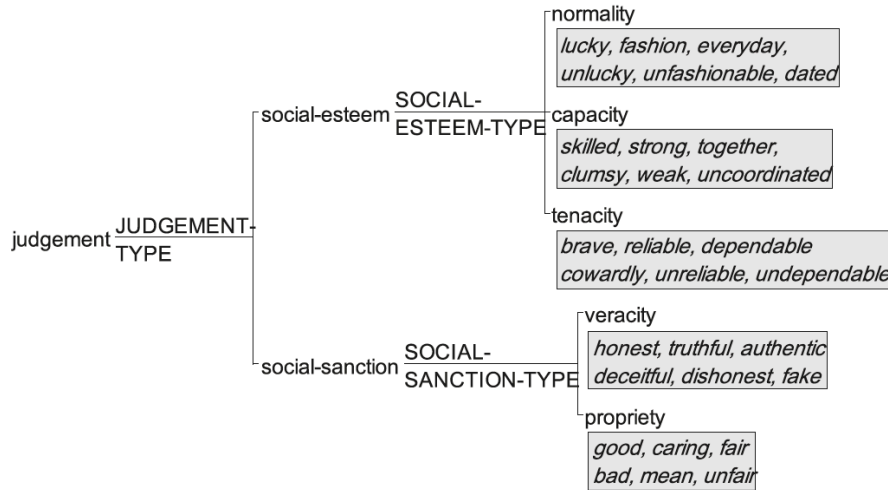 normality
lucky, fashion, everyday,
unlucky, unfashionable, dated
social-esteem SOCIAL-
ESTEEM-TYPE
capacity
skilled, strong, together,
clumsy, weak, uncoordinated
tenacity
brave, reliable, dependable
cowardly, unreliable, undependable
judgement JUDGEMENT-
TYPE
veracity
honest, truthful, authentic
deceitful, dishonest, fake
social-sanction SOCIAL-
SANCTION-TYPE
propriety
good, caring, fair
bad, mean, unfair